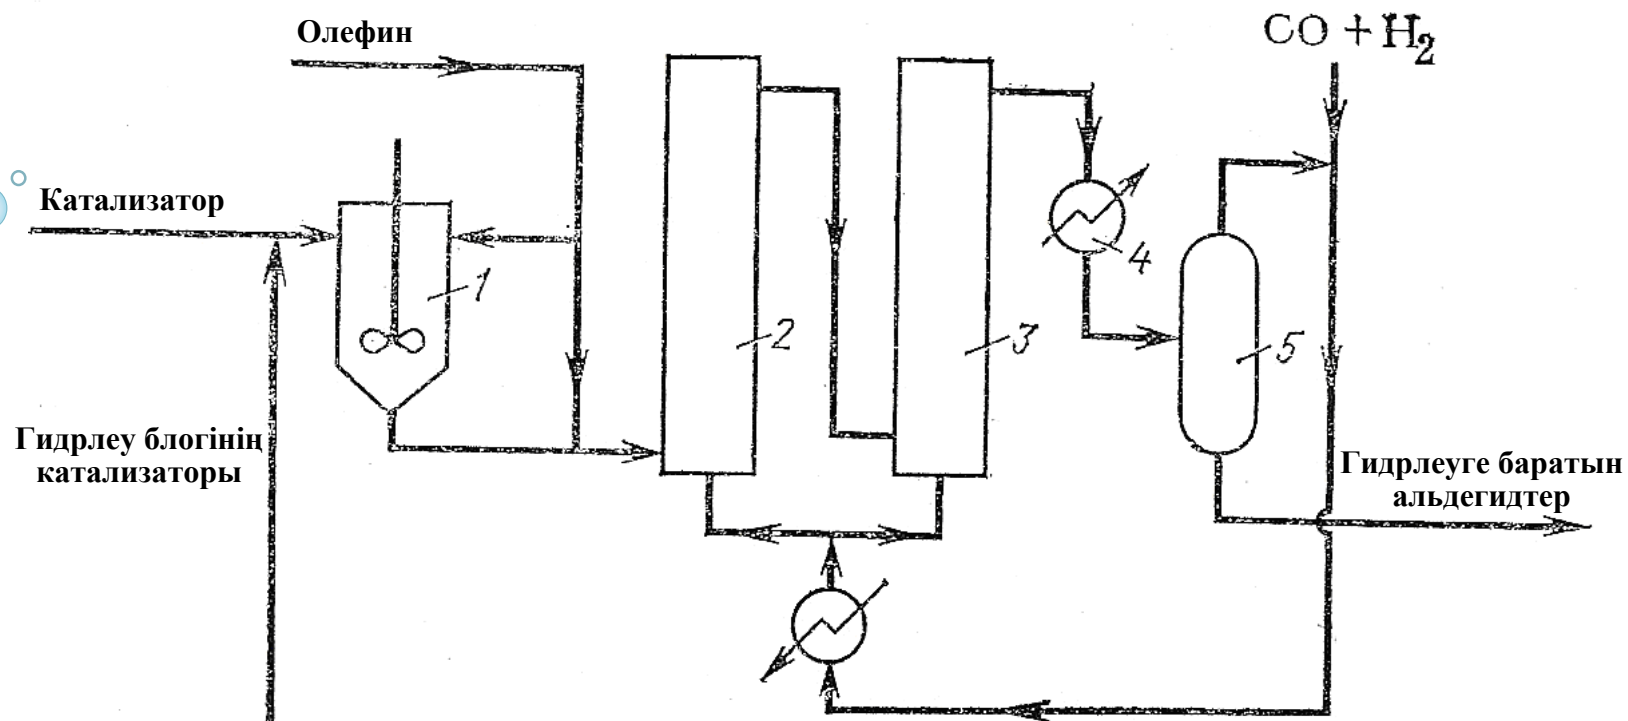 Олефин
CO + H₂
Катализатор
1
2
3
4
5
Гидрлеу блогінің
катализаторы
Гидрлеуге баратын
альдегидтер